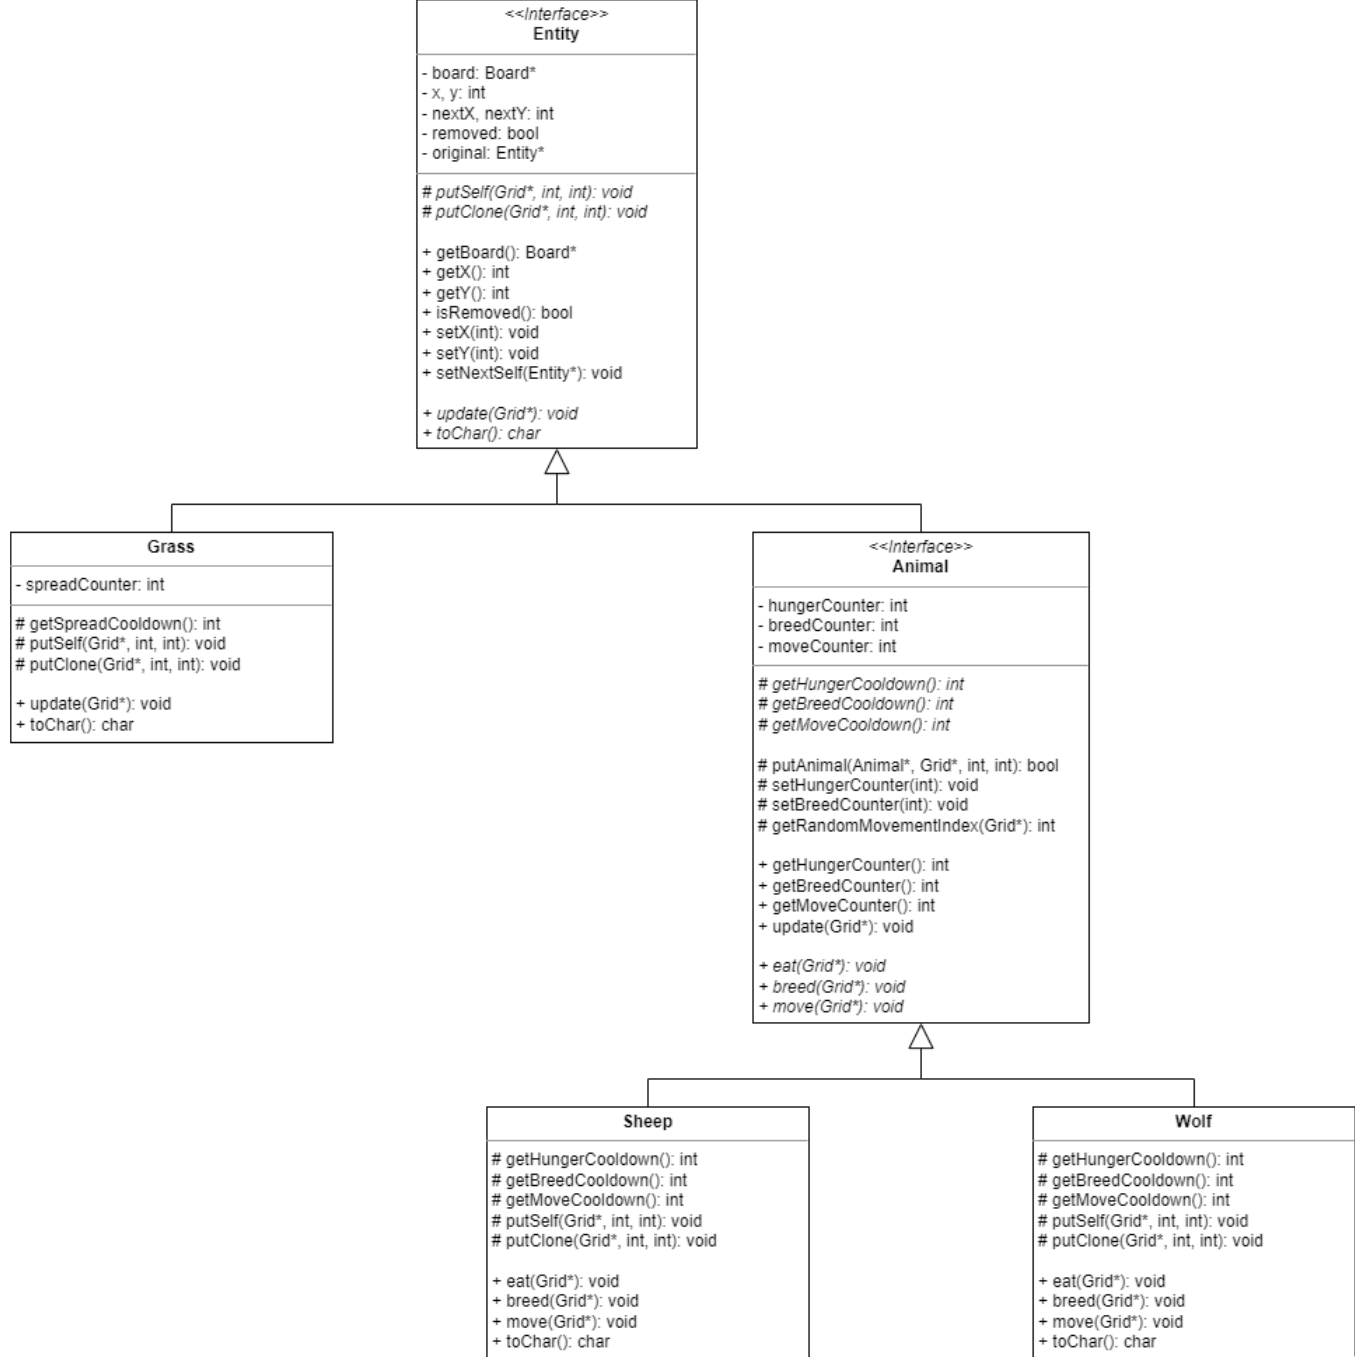 <<Interface>>
Entity
- board: Board*
- x, y: int
- nextX, nextY: int
- removed: bool
- original: Entity*
# putSelf(Grid*, int, int): void
# putClone(Grid*, int, int): void
+ getBoard(): Board*
+ getX(): int
+ getY(): int
+ isRemoved(): bool
+ setX(int): void
+ setY(int): void
+ setNextSelf(Entity*): void
+ update(Grid*): void
+ toChar(): char
Grass
- spreadCounter: int
# getSpreadCooldown(): int
# putSelf(Grid*, int, int): void
# putClone(Grid*, int, int): void
+ update(Grid*): void
+ toChar(): char
<<Interface>>
Animal
- hungerCounter: int
- breedCounter: int
- moveCounter: int
# getHungerCooldown(): int
# getBreedCooldown(): int
# getMoveCooldown(): int
# putAnimal(Animal*, Grid*, int, int): bool
# setHungerCounter(int): void
# setBreedCounter(int): void
# getRandomMovementIndex(Grid*): int
+ getHungerCounter(): int
+ getBreedCounter(): int
+ getMoveCounter(): int
+ update(Grid*): void
+ eat(Grid*): void
+ breed(Grid*): void
+ move(Grid*): void
Sheep
# getHungerCooldown(): int
# getBreedCooldown(): int
# getMoveCooldown(): int
# putSelf(Grid*, int, int): void
# putClone(Grid*, int, int): void
+ eat(Grid*): void
+ breed(Grid*): void
+ move(Grid*): void
+ toChar(): char
Wolf
# getHungerCooldown(): int
# getBreedCooldown(): int
# getMoveCooldown(): int
# putSelf(Grid*, int, int): void
# putClone(Grid*, int, int): void
+ eat(Grid*): void
+ breed(Grid*): void
+ move(Grid*): void
+ toChar(): char